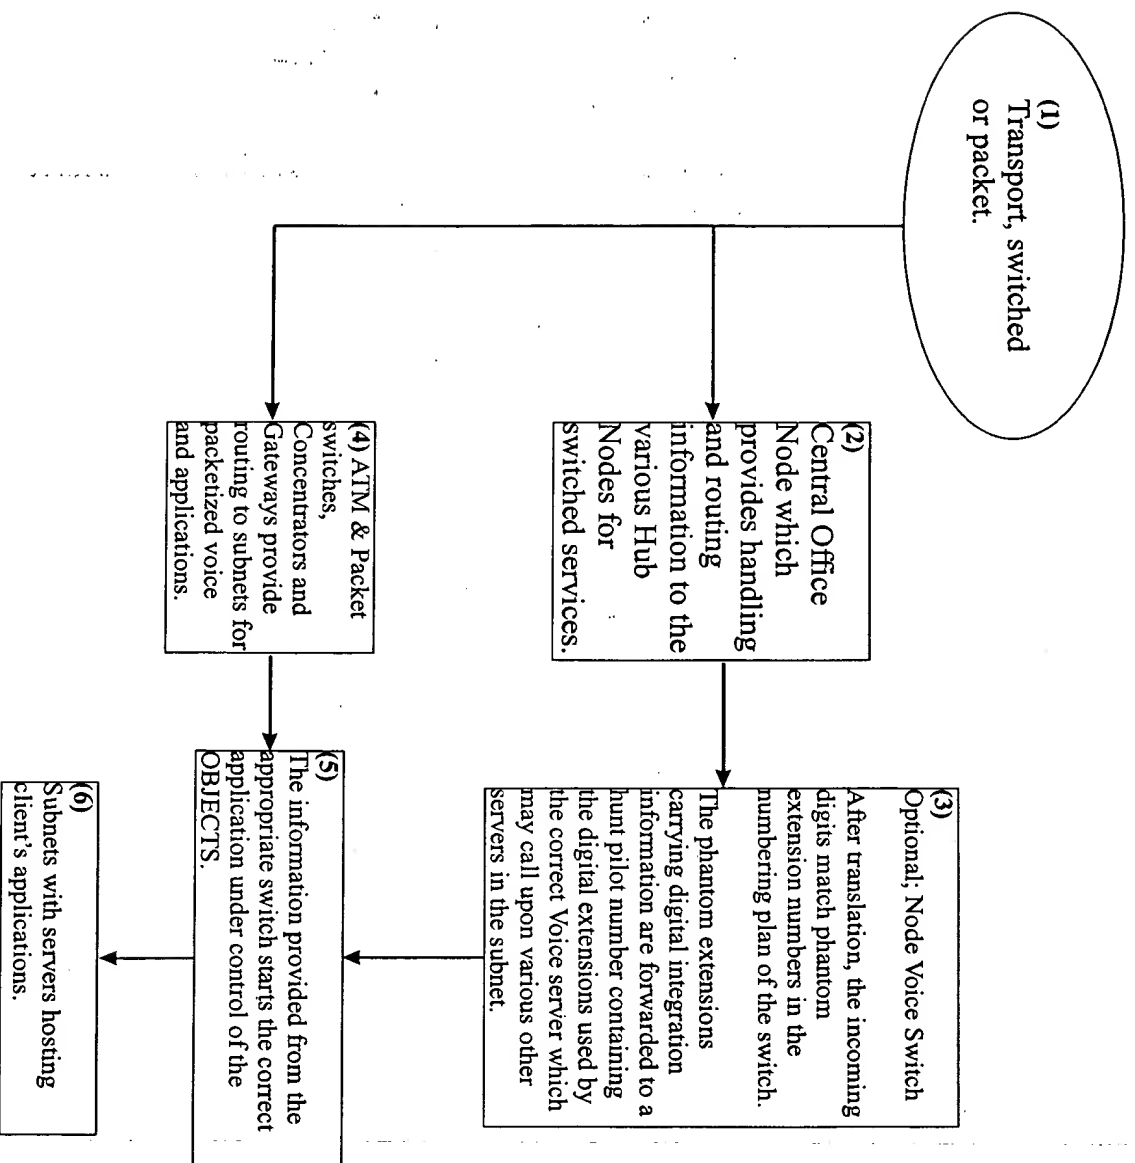 (1)
Transport, switched
or packet.
(2)
Central Office
Node which
provides handling
and routing
information to the
various Hub
Nodes for
switched services.
(3)
Optional; Node Voice Switch
After translation, the incoming
digits match phantom
extension numbers in the
numbering plan of the switch.
The phantom extensions
carrying digital integration
information are forwarded to a
hunt pilot number containing
the digital extensions used by
the correct Voice server which
may call upon various other
servers in the subnet.
(4) ATM & Packet
switches,
Concentrators and
Gateways provide
routing to subnets for
packetized voice
and applications.
(5)
The information provided from the
appropriate switch starts the correct
application under control of the
OBJECTS.
(6)
Subnets with servers hosting
client's applications.